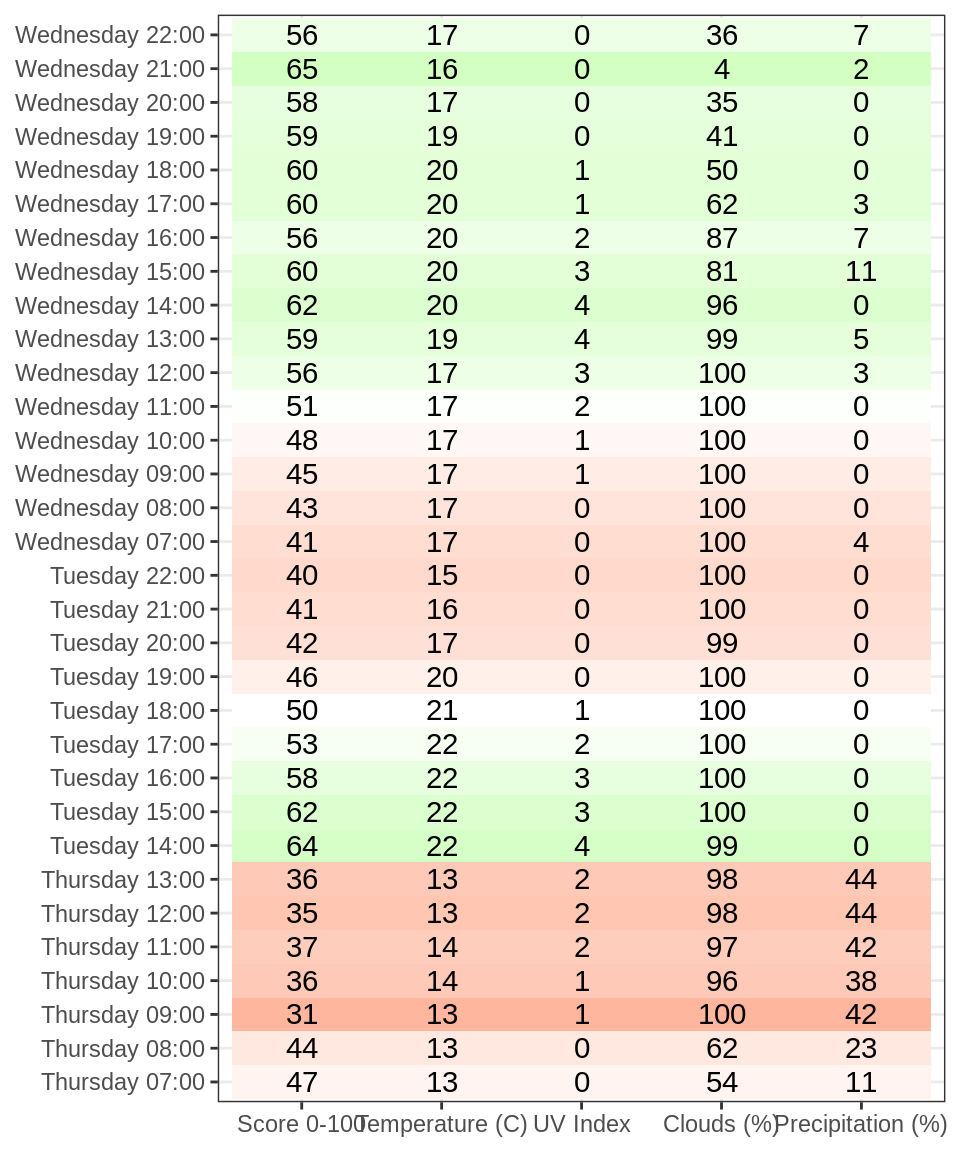 Wednesday 22:00 56 17 0 36 7
Wednesday 21:00 65 16 0 4 2
Wednesday 20:00 58 17 0 35 0
Wednesday 19:00 59 19 0 41 0
Wednesday 18:00 60 20 1 50 0
Wednesday 17:00 60 20 1 62 3
Wednesday 16:00 56 20 2 87 7
Wednesday 15:00 60 20 3 81 11
Wednesday 14:00 62 20 4 96 0
Wednesday 13:00 59 19 4 99 5
Wednesday 12:00 56 17 3 100 3
Wednesday 11:00 51 17 2 100 0
Wednesday 10:00 48 17 1 100 0
Wednesday 09:00 45 17 1 100 0
Wednesday 08:00 43 17 0 100 0
Wednesday 07:00 41 17 0 100 4
Tuesday 22:00 40 15 0 100 0
Tuesday 21:00 41 16 0 100 0
Tuesday 20:00 42 17 0 99 0
Tuesday 19:00 46 20 0 100 0
Tuesday 18:00 50 21 1 100 0
Tuesday 17:00 53 22 2 100 0
Tuesday 16:00 58 22 3 100 0
Tuesday 15:00 62 22 3 100 0
Tuesday 14:00 64 22 4 99 0
Thursday 13:00 36 13 2 98 44
Thursday 12:00 35 13 2 98 44
Thursday 11:00 37 14 2 97 42
Thursday 10:00 36 14 1 96 38
Thursday 09:00 31 13 1 100 42
Thursday 08:00 44 13 0 62 23
Thursday 07:00 47 13 0 54 11
Score 0-100 Temperature (C) UV Index Clouds (%) Precipitation (%)